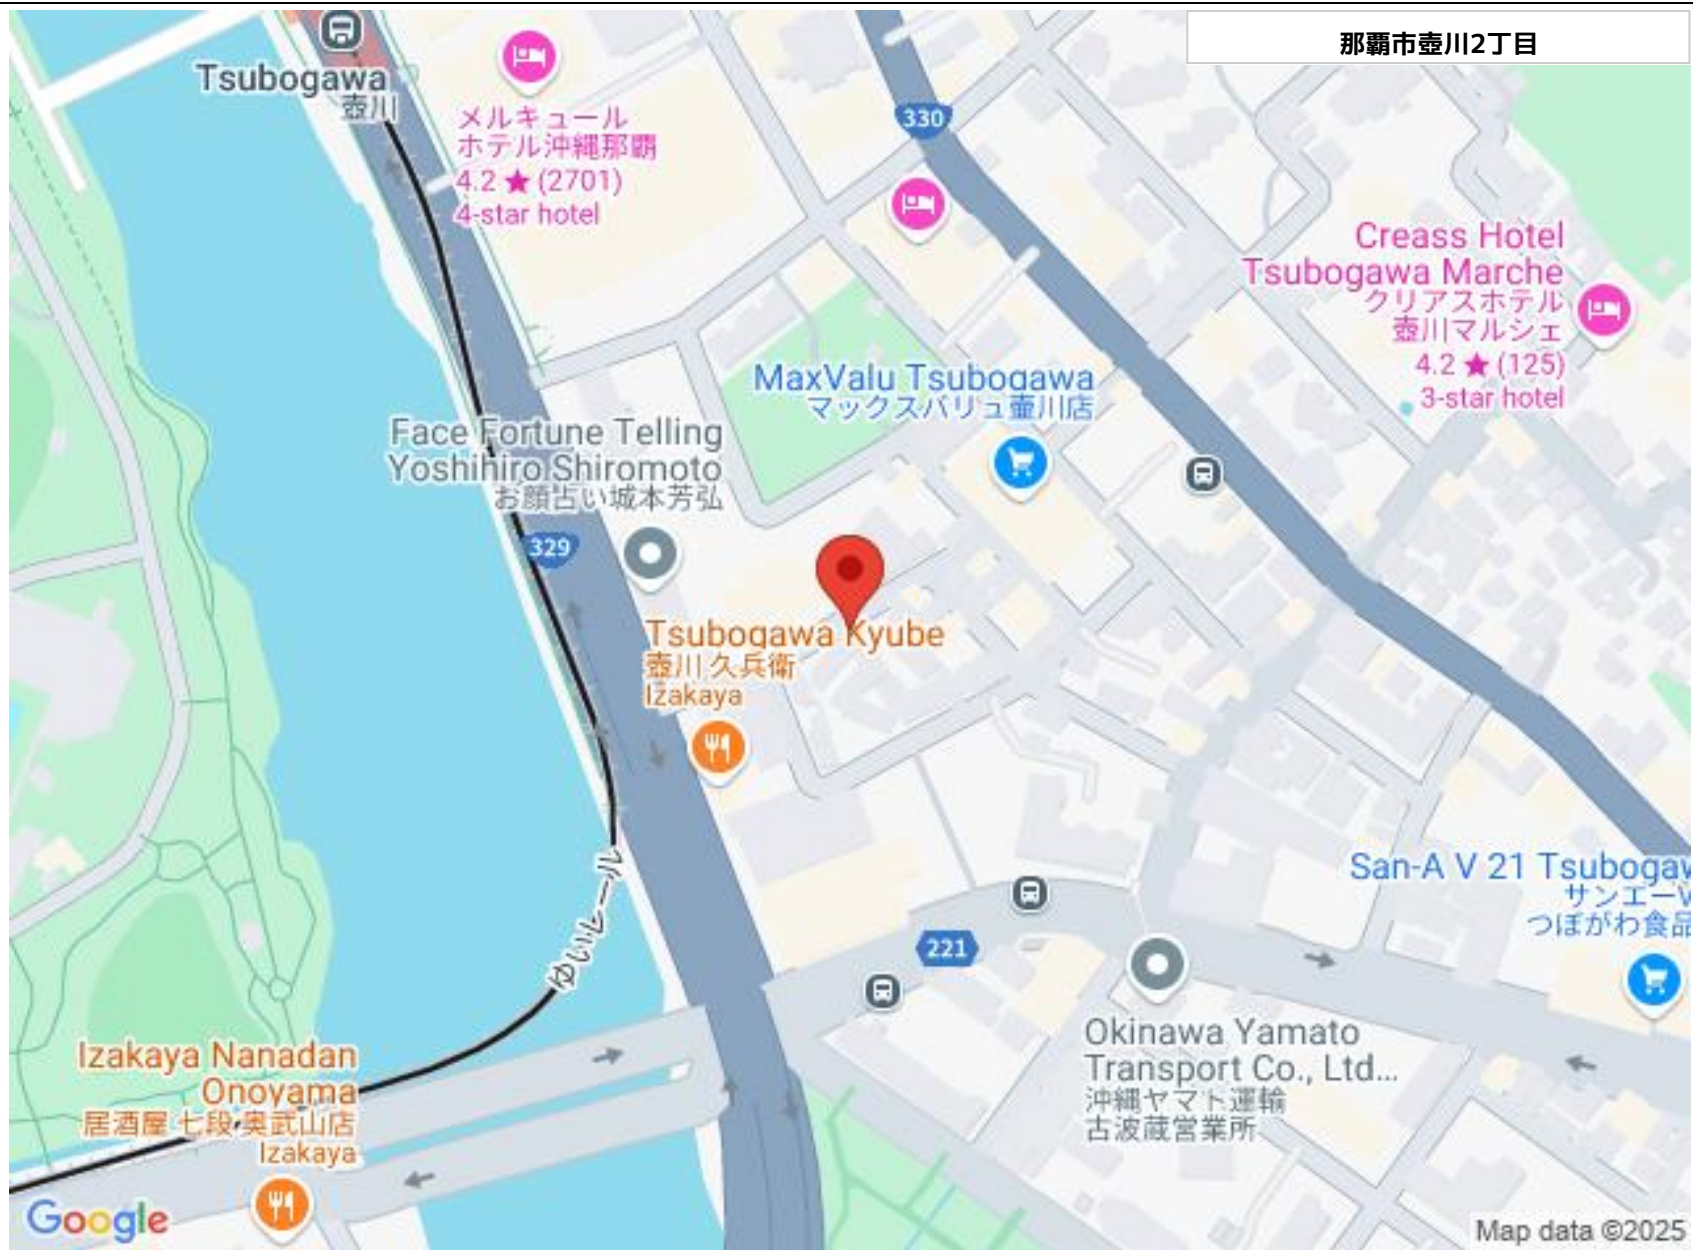 那覇市壺川2丁目
Tsubogawa
壺川
メルキュール
ホテル沖縄那覇
4.2 ★ (2701)
4-star hotel
330
Creass Hotel
Tsubogawa Marche
クリアスホテル
壺川マルシェ
4.2 ★ (125)
3-star hotel
MaxValu Tsubogawa
マックスバリュ壷川店
Face Fortune Telling
Yoshihiro Shiromoto
お顔占い城本芳弘
329
Tsubogawa Kyube
壺川 久兵衛
Izakaya
ゆいレール
San-A V 21 Tsubogaw
サンエーV
つぼがわ食品
221
Okinawa Yamato
Transport Co., Ltd...
沖縄ヤマト運輸
古波蔵営業所
Izakaya Nanadan
Onoyama
居酒屋 七段 奥武山店
Izakaya
Google
Map data ©2025